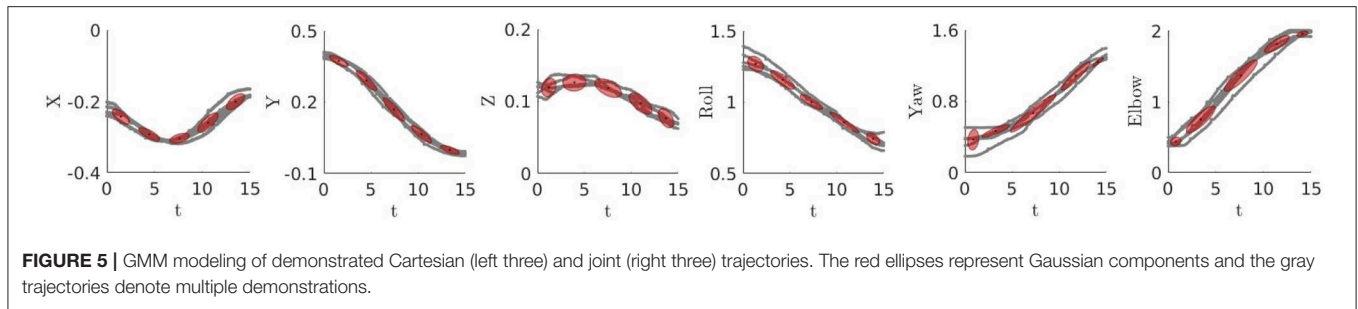 0
-0.2
-0.4
X
0 5 10 15
t
0.5
0.2
-0.1
Y
0 5 10 15
t
0.2
0.1
0
Z
0 5 10 15
t
1.5
1
0.5
Roll
0 5 10 15
t
1.6
0.8
0
Yaw
0 5 10 15
t
2
1
0
Elbow
0 5 10 15
t
FIGURE 5 | GMM modeling of demonstrated Cartesian (left three) and joint (right three) trajectories. The red ellipses represent Gaussian components and the gray
trajectories denote multiple demonstrations.